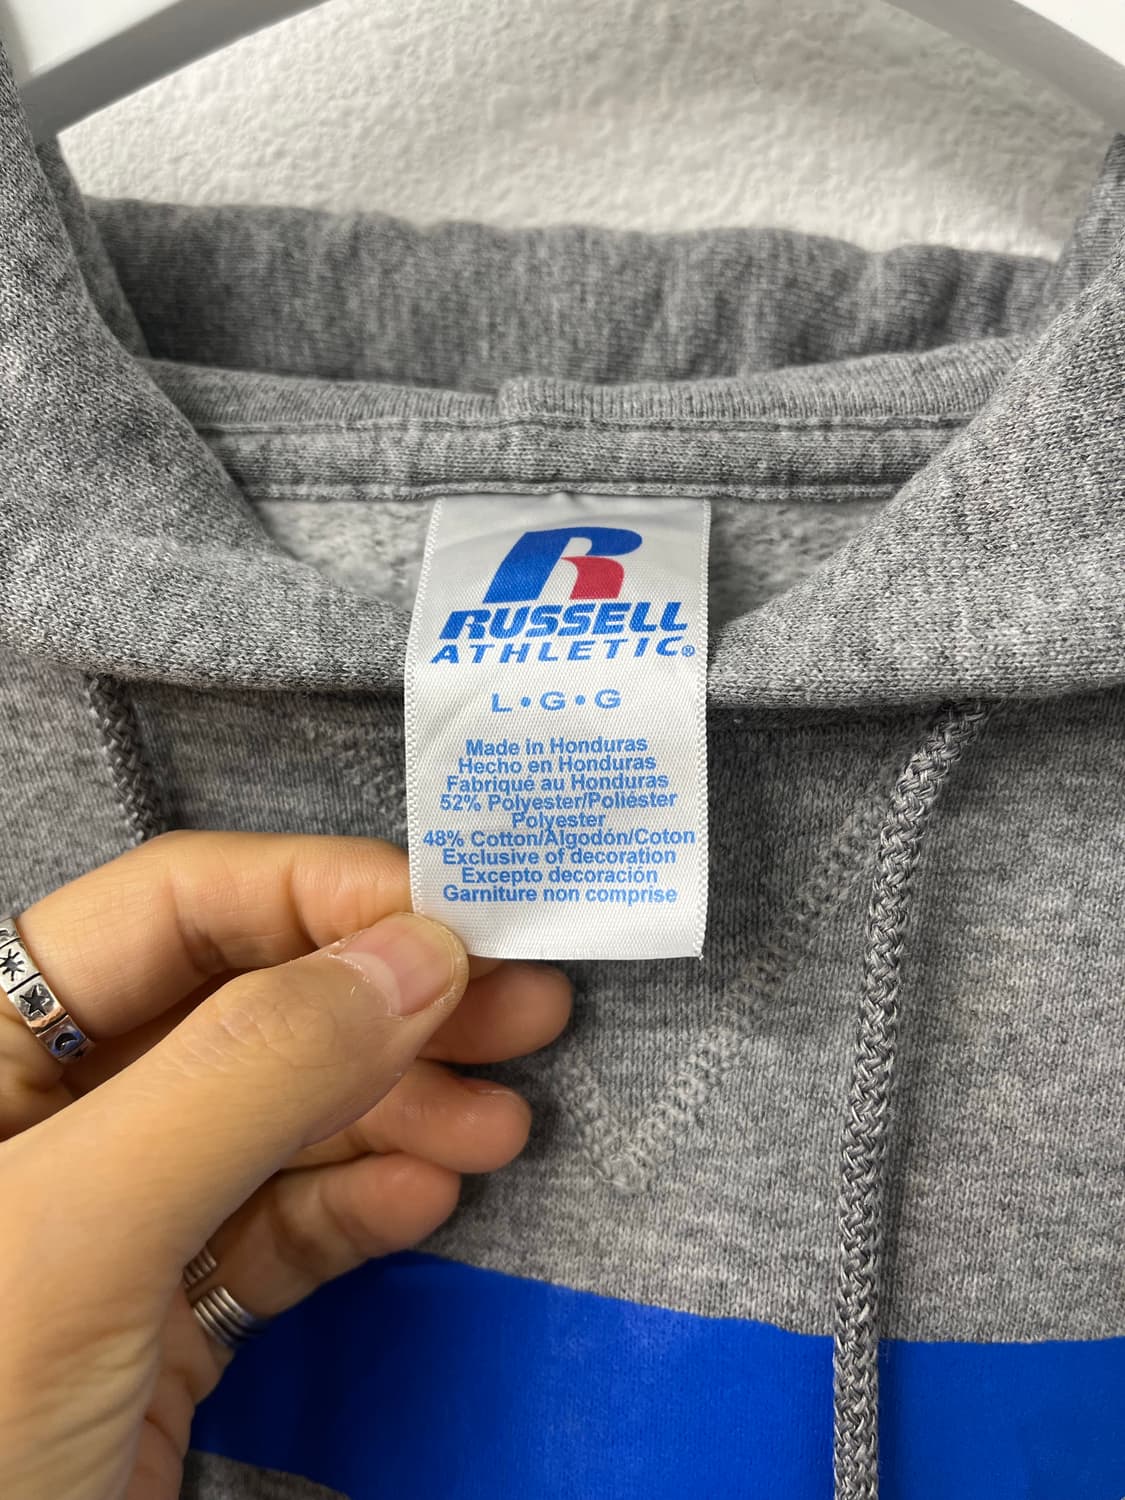 R
RUSSELL
ATHLETIC®
L•G•G
Made in Honduras
Hecho en Honduras
Fabriqué au Honduras
52% Polyester/Poliéster
Polyester
48% Cotton/Algodón/Coton
Exclusive of decoration
Excepto decoración
Garniture non comprise